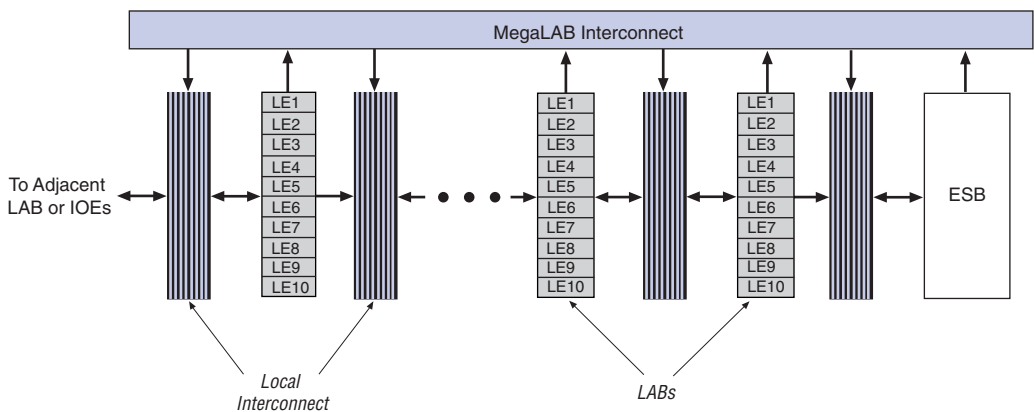 MegaLAB Interconnect
LE1
LE2
LE3
LE4
LE5
LE6
LE7
LE8
LE9
LE10
LE1
LE2
LE3
LE4
LE5
LE6
LE7
LE8
LE9
LE10
LE1
LE2
LE3
LE4
LE5
LE6
LE7
LE8
LE9
LE10
To Adjacent
LAB or IOEs
ESB
Local
Interconnect
LABs